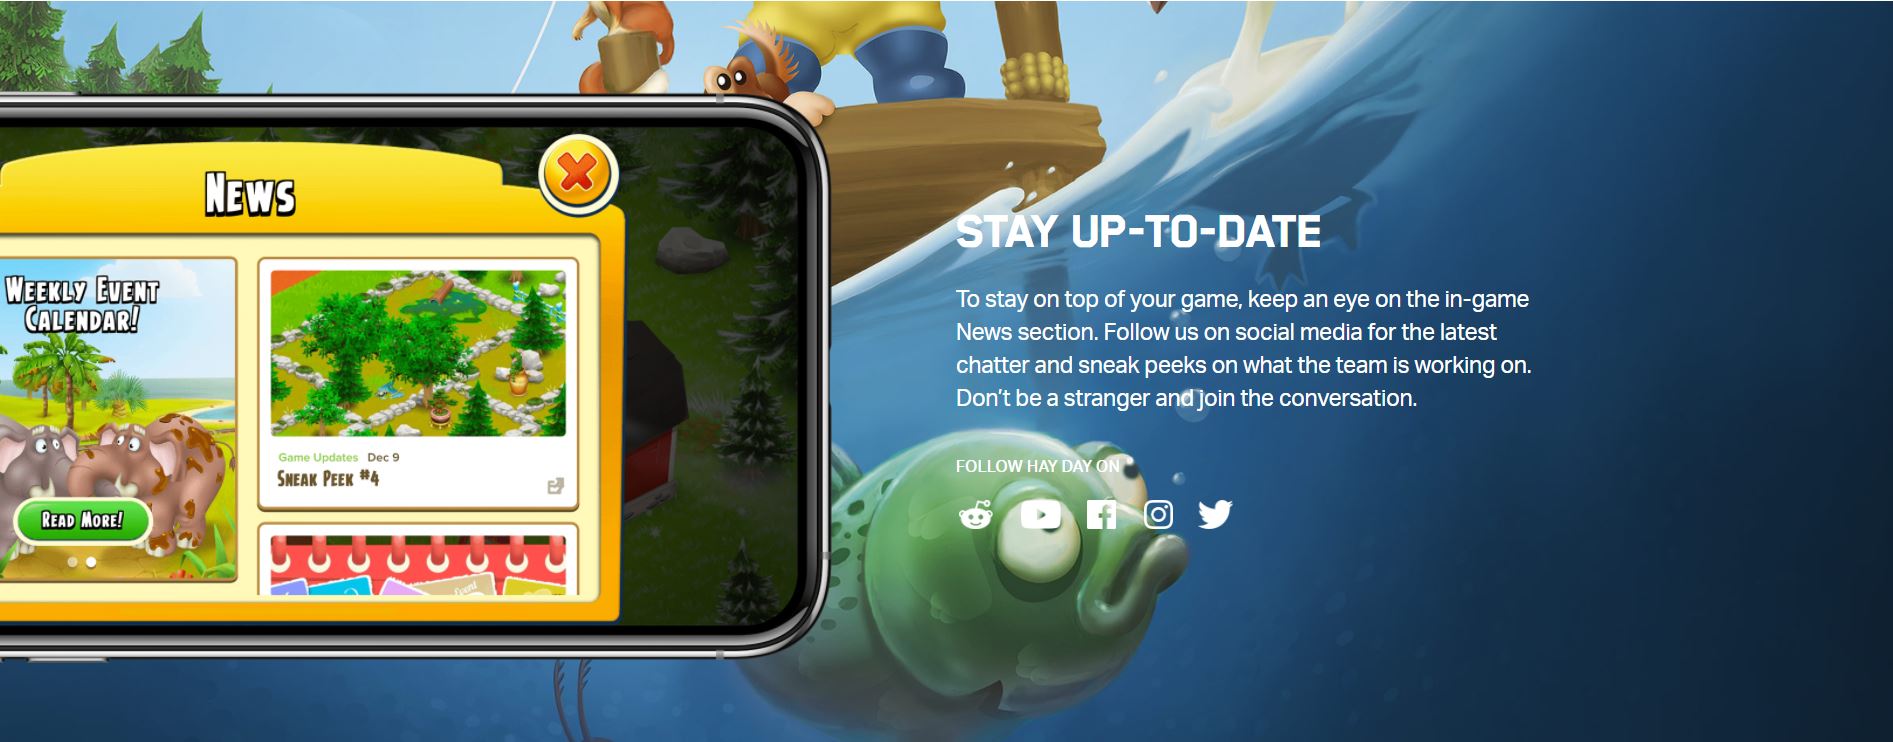 News
Weekly Event
Calendar!
Read More!
Game Updates Dec 9
Sneak Peek #4
Event
STAY UP-TO-DATE
To stay on top of your game, keep an eye on the in-game
News section. Follow us on social media for the latest
chatter and sneak peeks on what the team is working on.
Don’t be a stranger and join the conversation.
FOLLOW HAY DAY ON